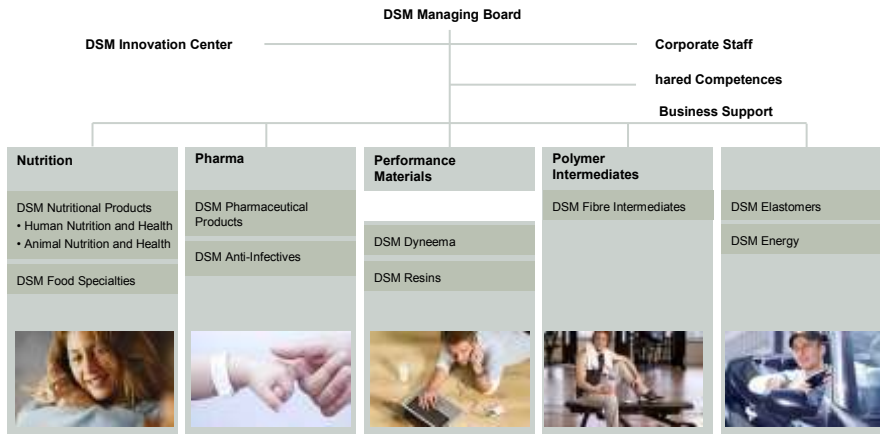 DSM Managing Board
DSM Innovation Center
Corporate Staff
hared Competences
Business Support
Nutrition
DSM Nutritional Products
• Human Nutrition and Health
• Animal Nutrition and Health
DSM Food Specialties
Pharma
DSM Pharmaceutical
Products
DSM Anti-Infectives
Performance
Materials
DSM Dyneema
DSM Resins
Polymer
Intermediates
DSM Fibre Intermediates
DSM Elastomers
DSM Energy